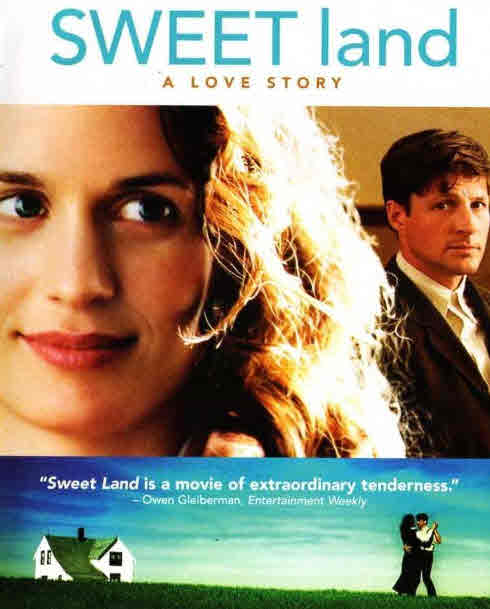 SWEET land
A LOVE STORY
"Sweet Land is a movie of extraordinary tenderness."
– Owen Gleiberman, Entertainment Weekly